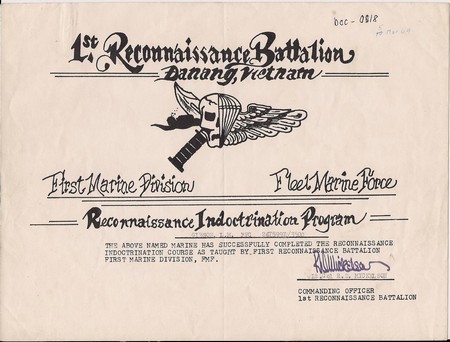 DCC - 0818
1st Reconnaissance Battalion
Danang, Vietnam
First Marine Division
Fleet Marine Force
Reconnaissance Indoctrination Program
THE ABOVE NAMED MARINE HAS SUCCESSFULLY COMPLETED THE RECONNAISSANCE
INDOCTRINATION COURSE AS TAUGHT BY, FIRST RECONNAISSANCE BATTALION
FIRST MARINE DIVISION, FMF.
COMMANDING OFFICER
1st RECONNAISSANCE BATTALION